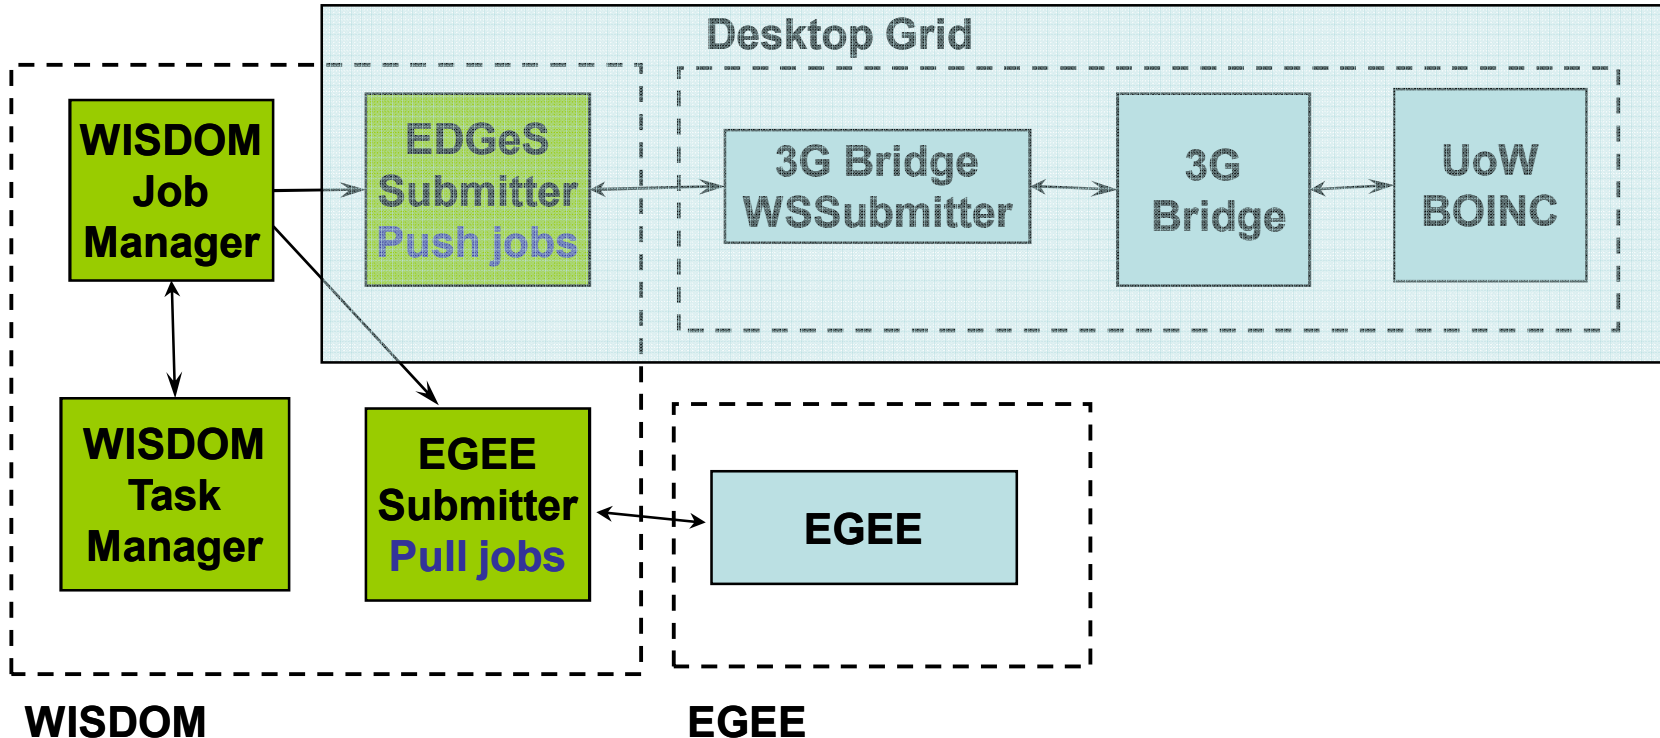 Desktop Grid
WISDOM
Job
Manager
EDGeS
Submitter
Push jobs
3G Bridge
WSSubmitter
3G
Bridge
UoW
BOINC
WISDOM
Task
Manager
EGEE
Submitter
Pull jobs
EGEE
WISDOM
EGEE